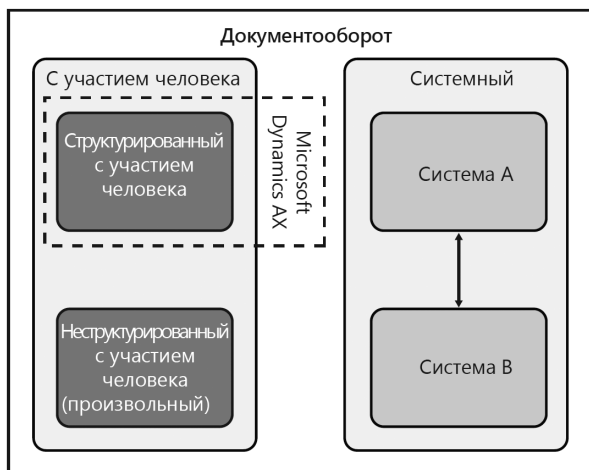 Документооборот
С участием человека
Структурированный
с участием
человека
Microsoft
Dynamics AX
Неструктурированный
с участием
человека
(произвольный)
Системный
Система A
Система B